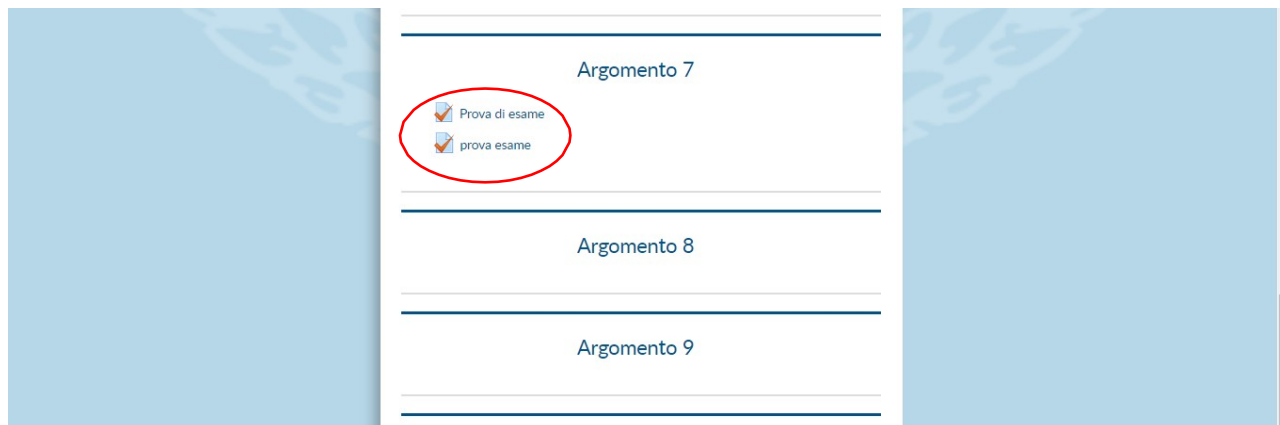 Argomento 7
Prova di esame
prova esame
Argomento 8
Argomento 9